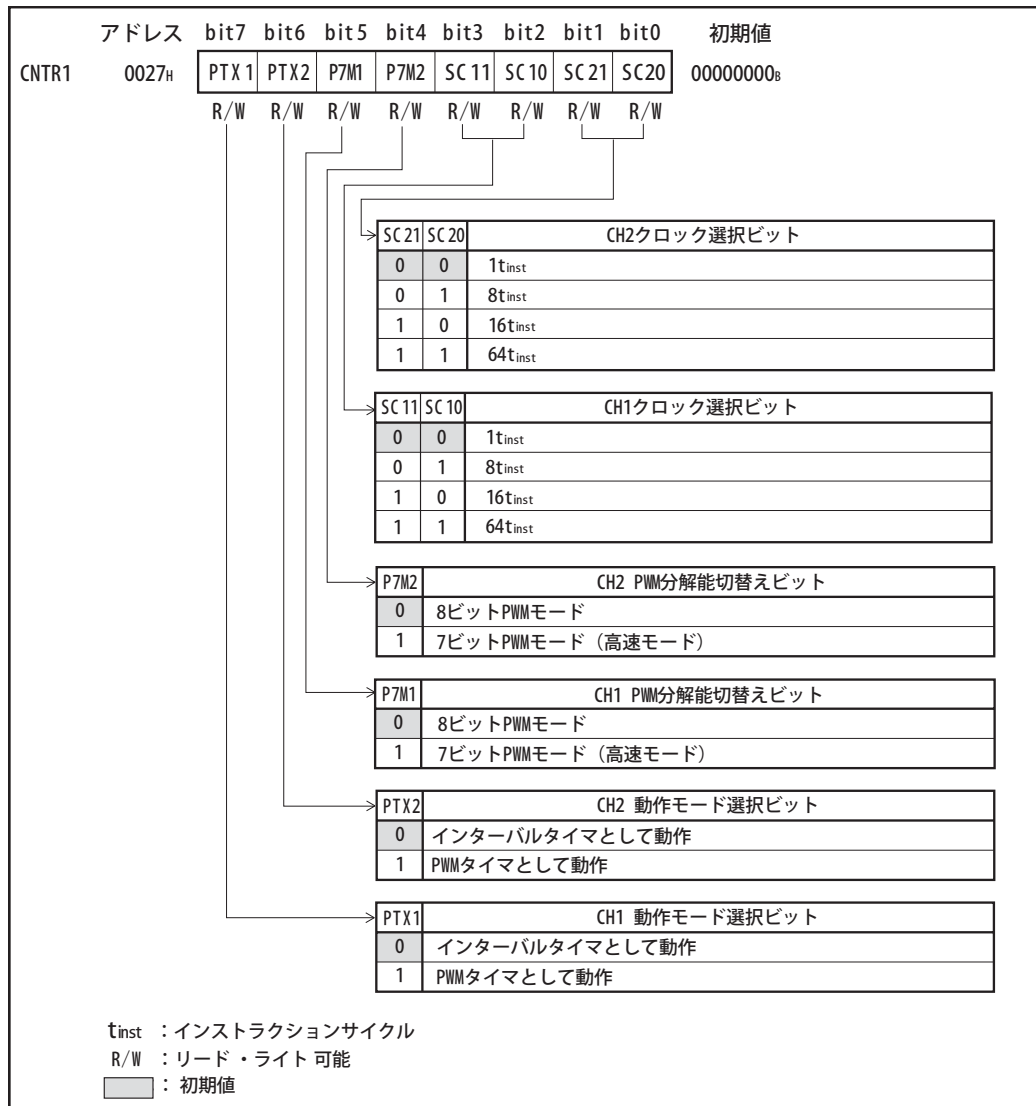 アドレス bit7 bit6 bit5 bit4 bit3 bit2 bit1 bit0 初期値
CNTR1 0027H PTX1 PTX2 P7M1 P7M2 SC11 SC10 SC21 SC20 00000000B
R/W R/W R/W R/W R/W R/W R/W R/W
SC21 SC20 CH2クロック選択ビット
0 0 1tinst
0 1 8tinst
1 0 16tinst
1 1 64tinst
SC11 SC10 CH1クロック選択ビット
0 0 1tinst
0 1 8tinst
1 0 16tinst
1 1 64tinst
P7M2 CH2 PWM分解能切替えビット
0 8ビットPWMモード
1 7ビットPWMモード（高速モード）
P7M1 CH1 PWM分解能切替えビット
0 8ビットPWMモード
1 7ビットPWMモード（高速モード）
PTX2 CH2 動作モード選択ビット
0 インターバルタイマとして動作
1 PWMタイマとして動作
PTX1 CH1 動作モード選択ビット
0 インターバルタイマとして動作
1 PWMタイマとして動作
tinst ：インストラクションサイクル
R/W ：リード・ライト 可能
：初期値